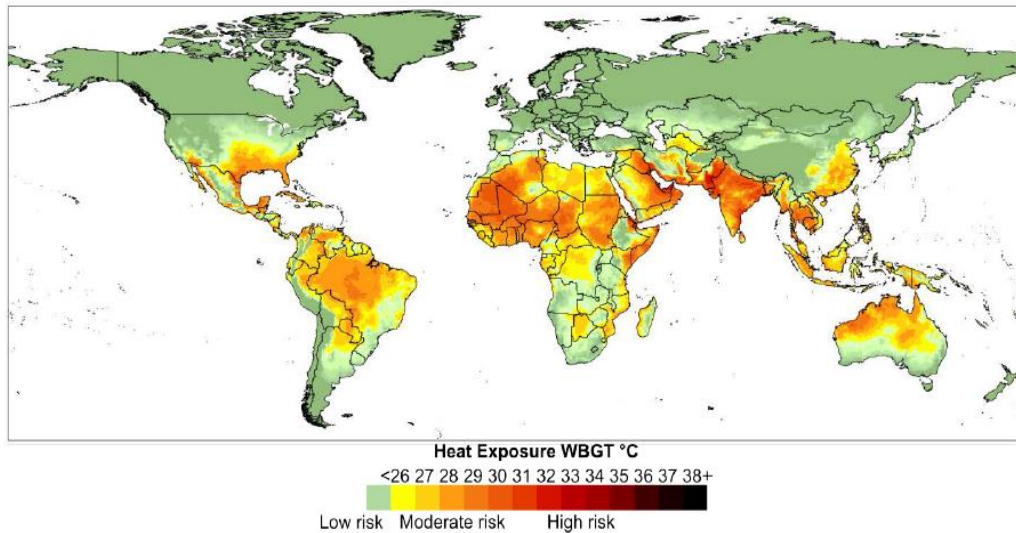 Heat Exposure WBGT °C
<26 27 28 29 30 31 32 33 34 35 36 37 38+
Low risk Moderate risk High risk